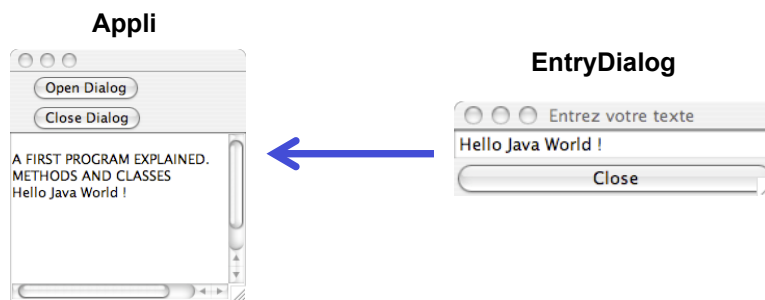 Appli
Open Dialog
Close Dialog
A FIRST PROGRAM EXPLAINED.
METHODS AND CLASSES
Hello Java World !
EntryDialog
Entrez votre texte
Hello Java World !
Close